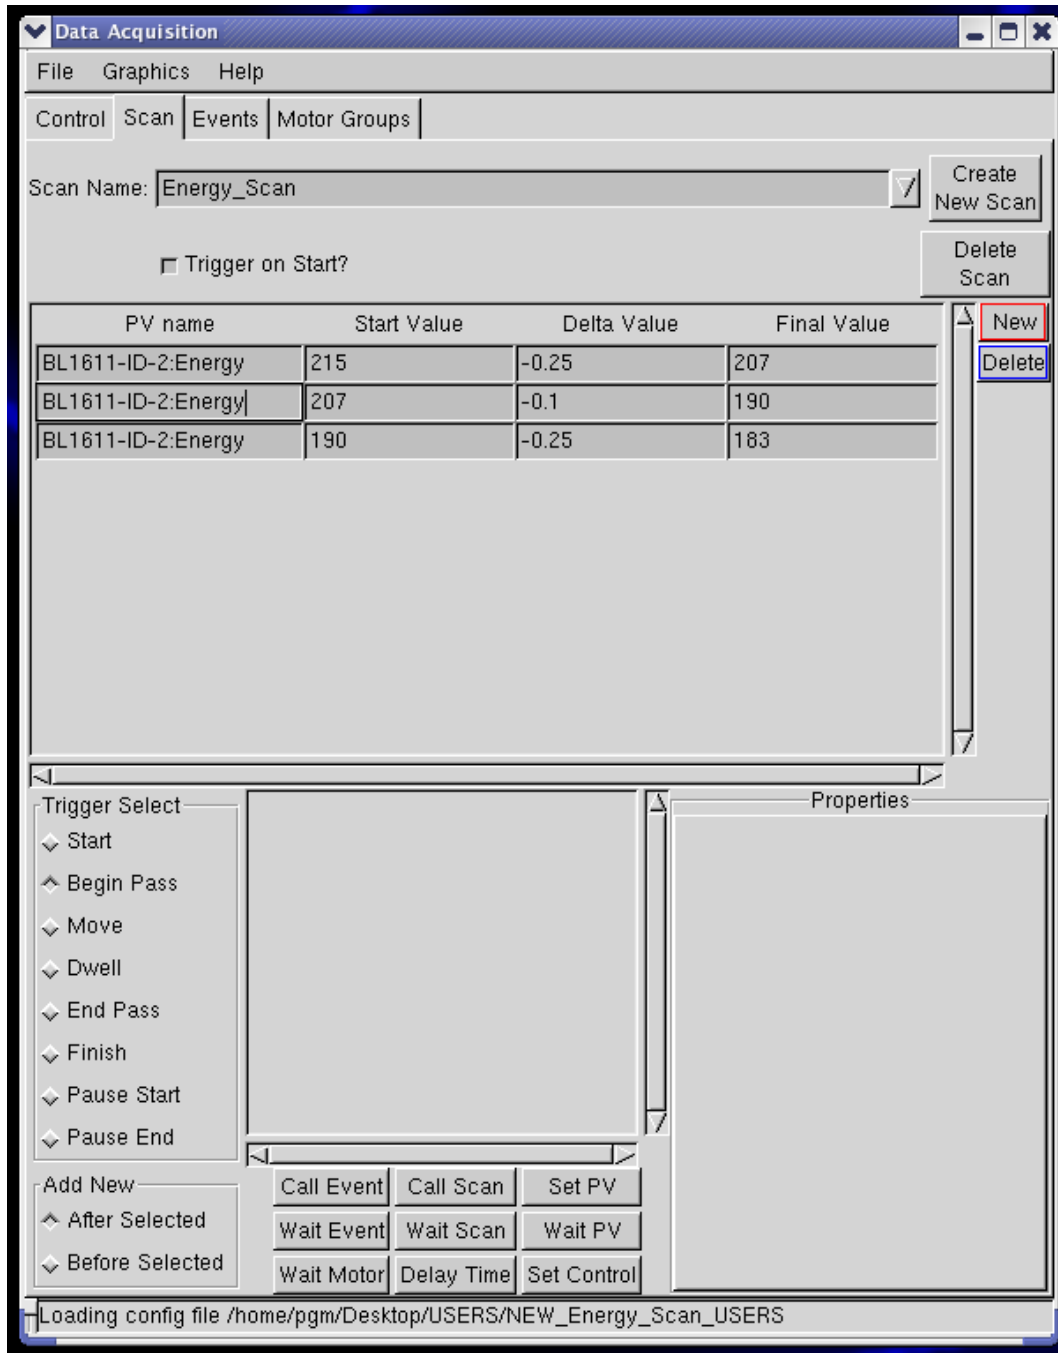 Data Acquisition
File Graphics Help
Control Scan Events Motor Groups
Scan Name: Energy_Scan
Create New Scan
Trigger on Start?
Delete Scan
PV name Start Value Delta Value Final Value
New
BL1611-ID-2:Energy 215 -0.25 207
Delete
BL1611-ID-2:Energy 207 -0.1 190
BL1611-ID-2:Energy 190 -0.25 183
Trigger Select
Start
Begin Pass
Move
Dwell
End Pass
Finish
Pause Start
Pause End
Properties
Add New
After Selected
Before Selected
Call Event Call Scan Set PV
Wait Event Wait Scan Wait PV
Wait Motor Delay Time Set Control
Loading config file /home/pgm/Desktop/USERS/NEW_Energy_Scan_USERS